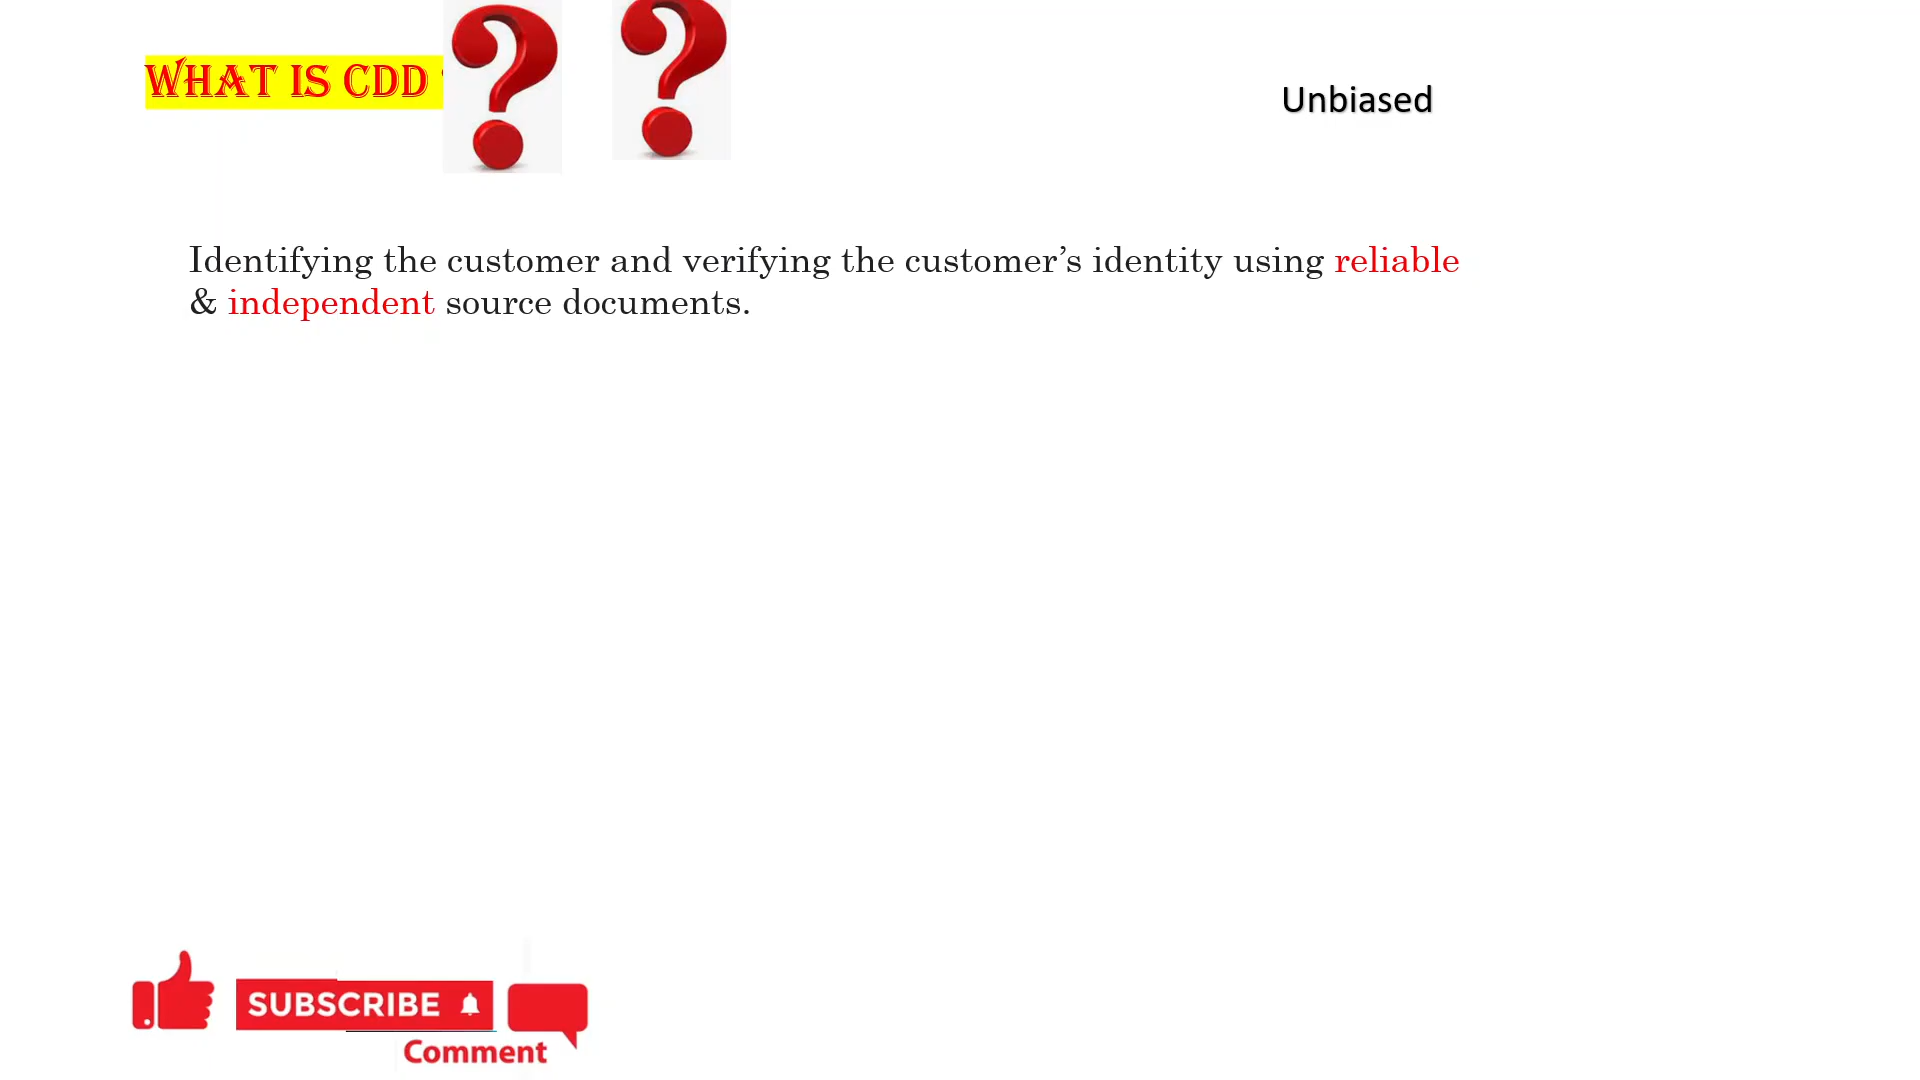 WHAT IS CDD
Unbiased
Identifying the customer and verifying the customer’s identity using reliable
& independent source documents.
SUBSCRIBE
Comment